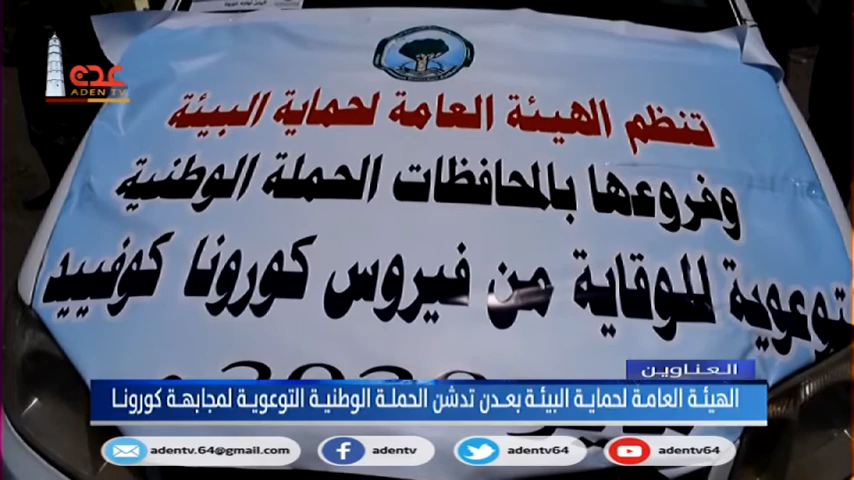 عدن
ADEN TV
تنظم الهيئة العامة لحماية البيئة
وفروعها بالمحافظات الحملة الوطنية
توعوية للوقاية من فيروس كورونا كوفييد
العناوين
الهيئة العامة لحماية البيئة بعدن تدشن الحملة الوطنية التوعوية لمجابهة كورونا
adentv.64@gmail.com
adentv
adentv64
adentv64